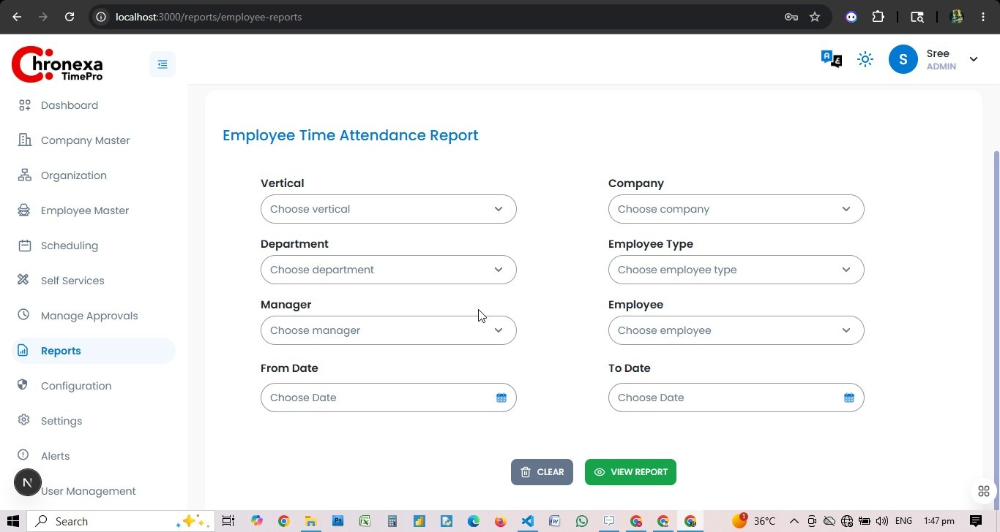 localhost:3000/reports/employee-reports
Chronexa
TimePro
S
Sree
ADMIN
Dashboard
Company Master
Organization
Employee Master
Scheduling
Self Services
Manage Approvals
Reports
Configuration
Settings
Alerts
N
User Management
Employee Time Attendance Report
Vertical
Company
Choose vertical
Choose company
Department
Employee Type
Choose department
Choose employee type
Manager
Employee
Choose manager
Choose employee
From Date
To Date
Choose Date
Choose Date
CLEAR
VIEW REPORT
Search
1
36°C
ENG
1:47 pm